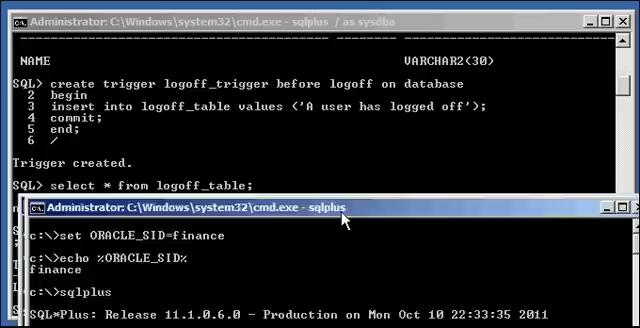 Administrator: C:\Windows\system32\cmd.exe - sqlplus / as sysdba
NAME VARCHAR2(30)
SQL> create trigger logoff_trigger before logoff on database
2 begin
3 insert into logoff_table values ('A user has logged off');
4 commit;
5 end;
6 /
Trigger created.
SQL> select * from logoff_table;
Administrator: C:\Windows\system32\cmd.exe - sqlplus
c:\>set ORACLE_SID=finance
c:\>echo %ORACLE_SID%
finance
c:\>sqlplus
SQL*Plus: Release 11.1.0.6.0 - Production on Mon Oct 10 22:33:35 2011